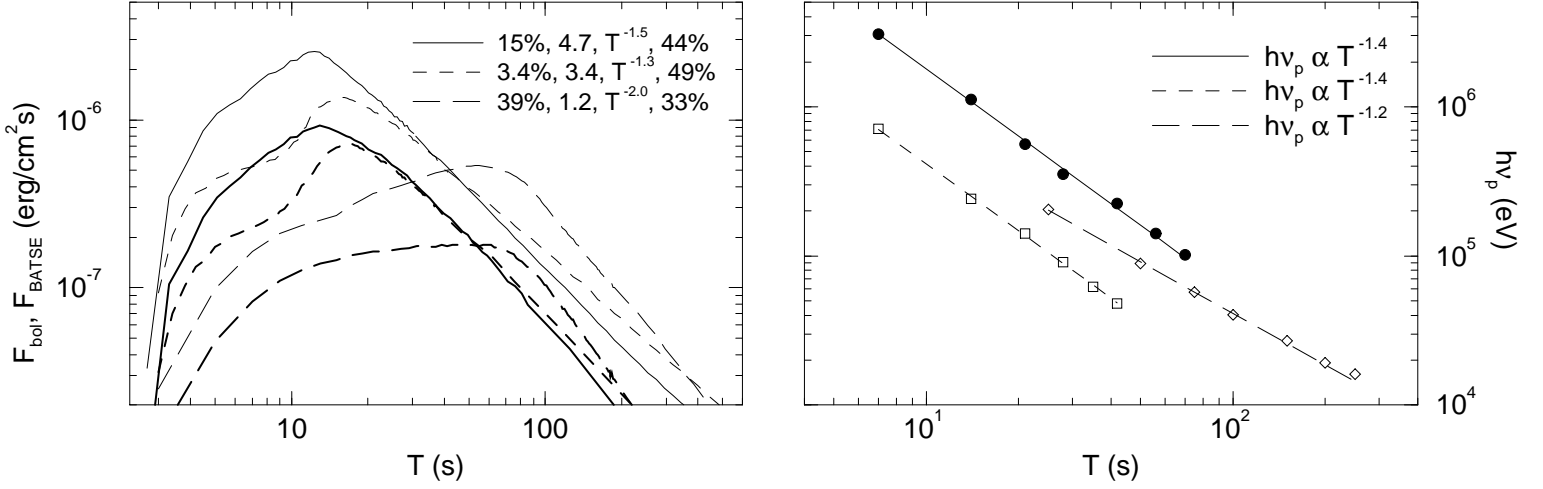 15%, 4.7, T^-1.5, 44%
3.4%, 3.4, T^-1.3, 49%
39%, 1.2, T^-2.0, 33%
F_bol, F_BATSE (erg/cm²s)
10^-6
10^-7
10
100
T (s)
hν_p α T^-1.4
hν_p α T^-1.4
hν_p α T^-1.2
10^6
10^5
10^4
hν_p (eV)
10^1
10^2
T (s)